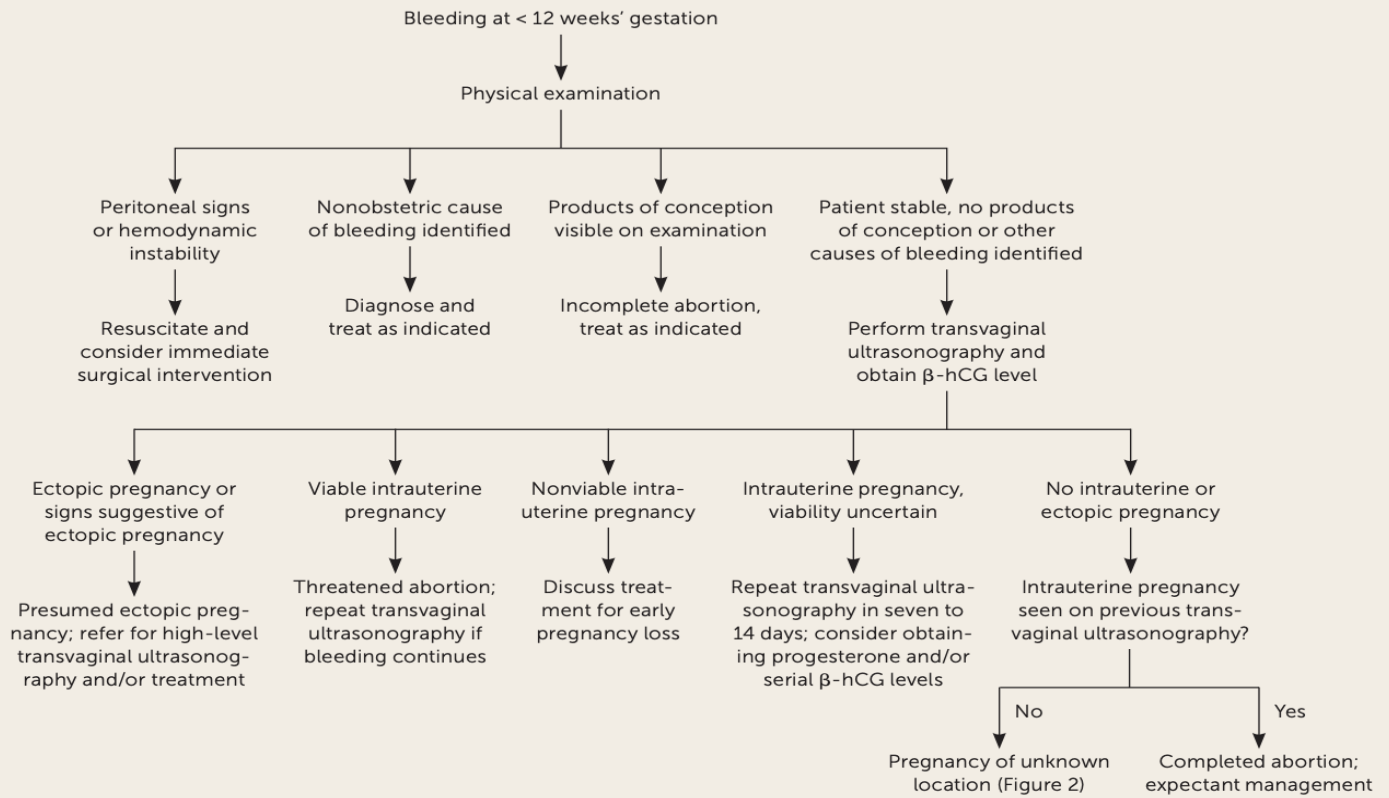 Bleeding at < 12 weeks’ gestation
Physical examination
Peritoneal signs
or hemodynamic
instability
Resuscitate and
consider immediate
surgical intervention
Nonobstetric cause
of bleeding identified
Diagnose and
treat as indicated
Products of conception
visible on examination
Incomplete abortion,
treat as indicated
Patient stable, no products
of conception or other
causes of bleeding identified
Perform transvaginal
ultrasonography and
obtain β-hCG level
Ectopic pregnancy or
signs suggestive of
ectopic pregnancy
Presumed ectopic preg-
nancy; refer for high-level
transvaginal ultrasonog-
raphy and/or treatment
Viable intrauterine
pregnancy
Threatened abortion;
repeat transvaginal
ultrasonography if
bleeding continues
Nonviable intra-
uterine pregnancy
Discuss treat-
ment for early
pregnancy loss
Intrauterine pregnancy,
viability uncertain
Repeat transvaginal ultra-
sonography in seven to
14 days; consider obtain-
ing progesterone and/or
serial β-hCG levels
No intrauterine or
ectopic pregnancy
Intrauterine pregnancy
seen on previous trans-
vaginal ultrasonography?
No
Pregnancy of unknown
location (Figure 2)
Yes
Completed abortion;
expectant management